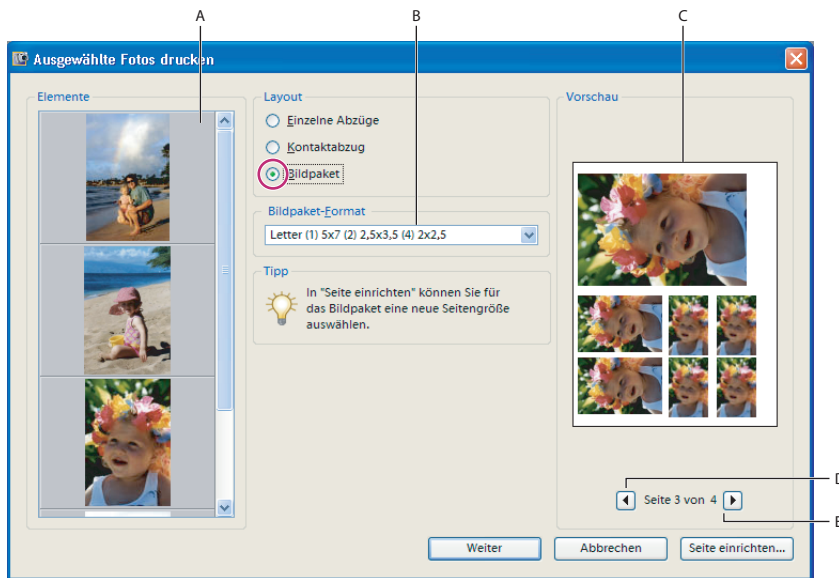 A
B
C
Ausgewählte Fotos drucken
Elemente
Layout
Einzelne Abzüge
Kontaktabzug
Bildpaket
Bildpaket-Format
Letter (1) 5x7 (2) 2,5x3,5 (4) 2x2,5
Tipp
In "Seite einrichten" können Sie für
das Bildpaket eine neue Seitengröße
auswählen.
Vorschau
D
Seite 3 von 4
E
Weiter
Abbrechen
Seite einrichten...